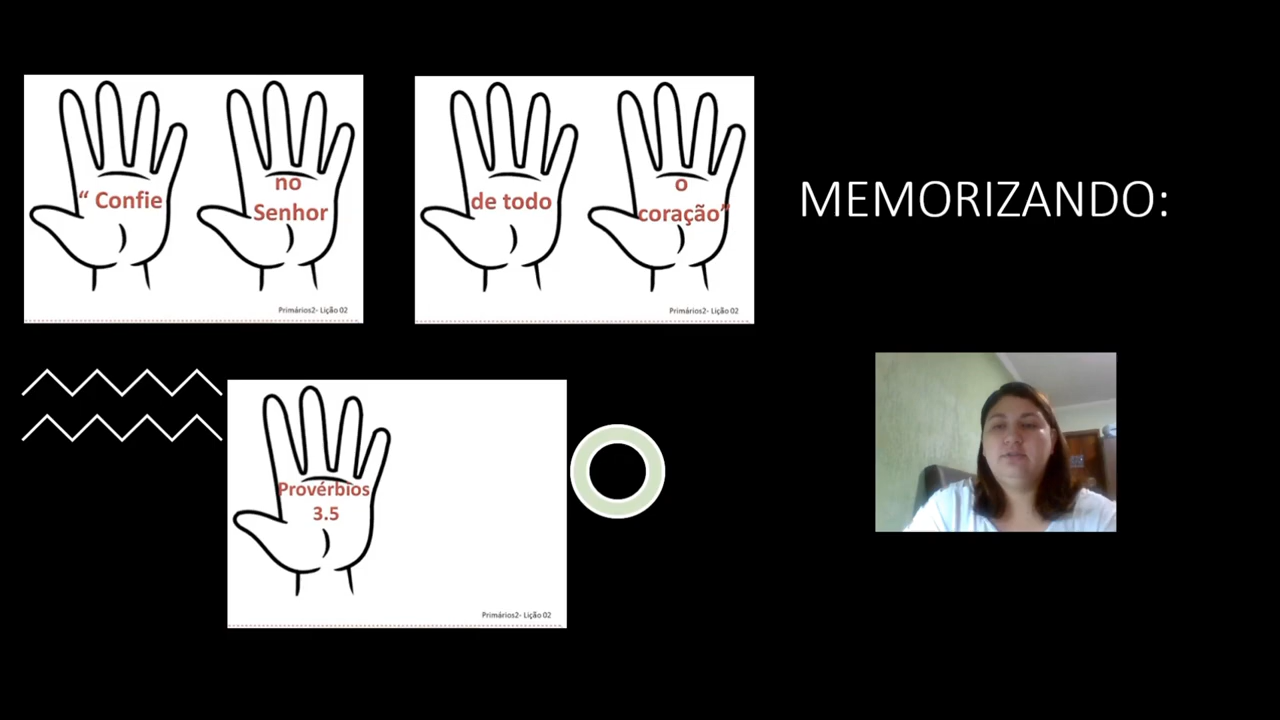 “ Confie
no
Senhor
Primários2- Lição 02
de todo
o
coração”
Primários2- Lição 02
MEMORIZANDO:
Provérbios
3.5
Primários2- Lição 02